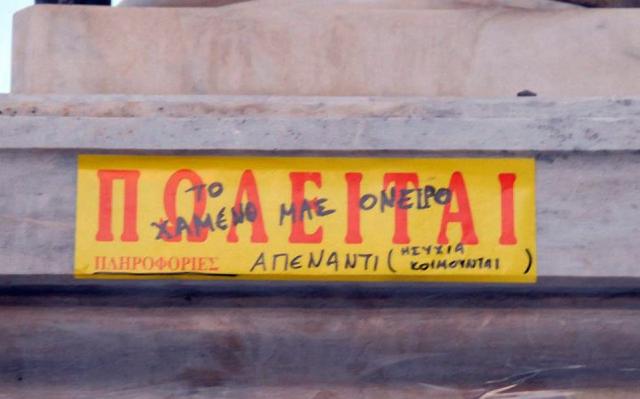 ΠΩΛΕΙΤΑΙ
ΤΟ
ΧΑΜΕΝΟ ΜΑΣ ΟΝΕΙΡΟ
ΠΛΗΡΟΦΟΡΙΕΣ ΑΠΕΝΑΝΤΙ (ΗΣΥΧΙΑ
ΚΟΙΜΟΥΝΤΑΙ)